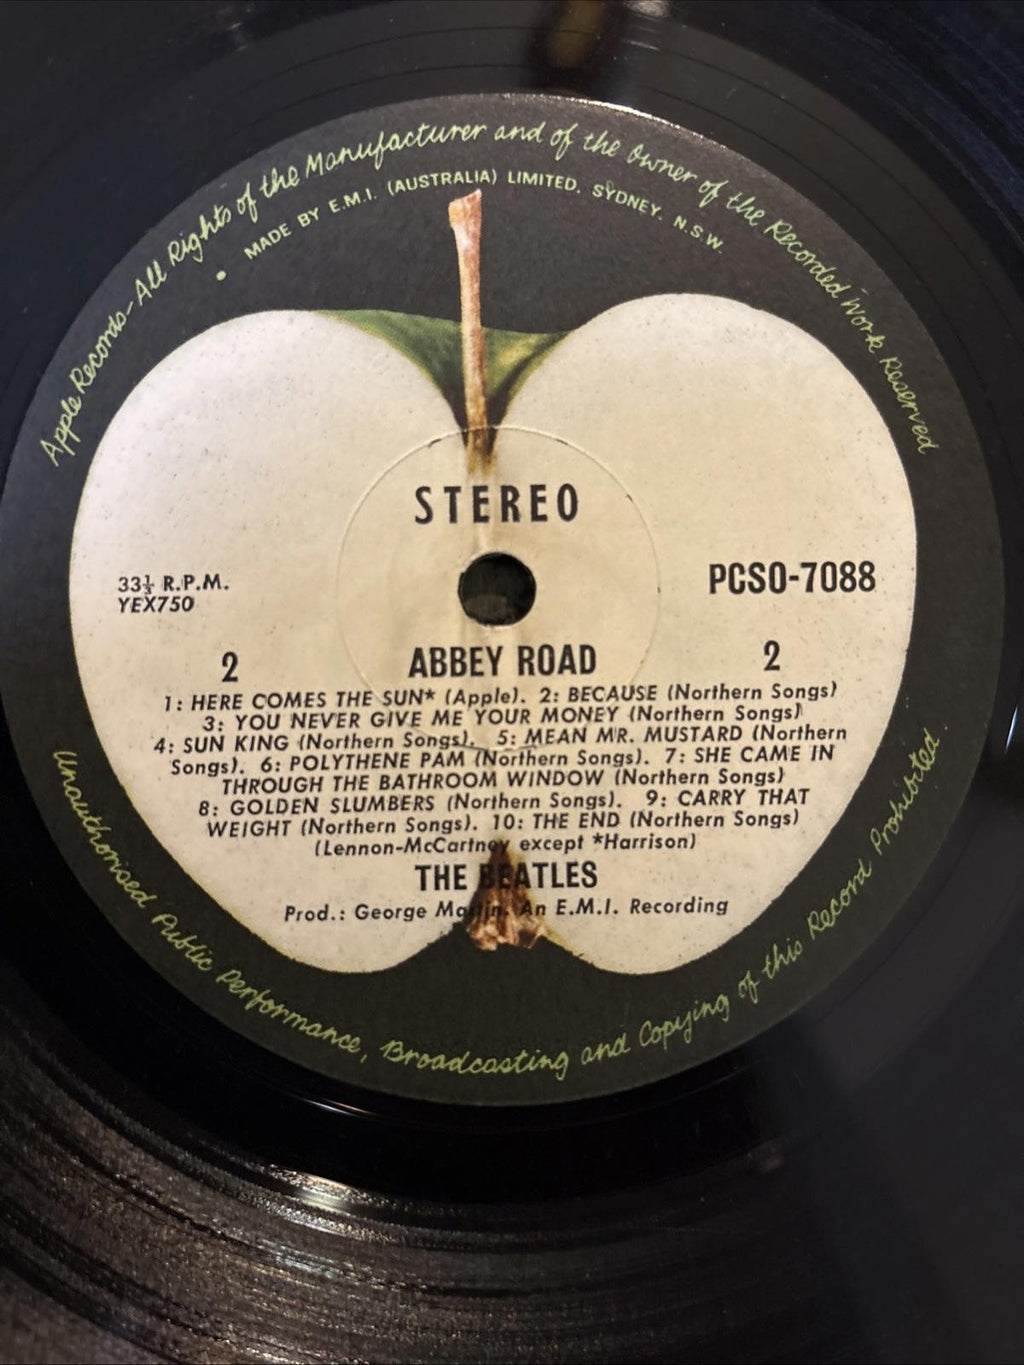 Apple Records-All Rights of the Manufacturer and of the Owner of the Recorded Work Reserved
• MADE BY E.M.I. (AUSTRALIA) LIMITED. SYDNEY. N.S.W.
STEREO
33⅓ R.P.M.
YEX750
PCSO-7088
2 ABBEY ROAD 2
1: HERE COMES THE SUN* (Apple). 2: BECAUSE (Northern Songs)
3: YOU NEVER GIVE ME YOUR MONEY (Northern Songs)
4: SUN KING (Northern Songs). 5: MEAN MR. MUSTARD (Northern
Songs). 6: POLYTHENE PAM (Northern Songs). 7: SHE CAME IN
THROUGH THE BATHROOM WINDOW (Northern Songs)
8: GOLDEN SLUMBERS (Northern Songs). 9: CARRY THAT
WEIGHT (Northern Songs). 10: THE END (Northern Songs)
(Lennon-McCartney except *Harrison)
THE BEATLES
Prod.: George Martin. An E.M.I. Recording
Unauthorised Public Performance, Broadcasting and Copying of this Record Prohibited.